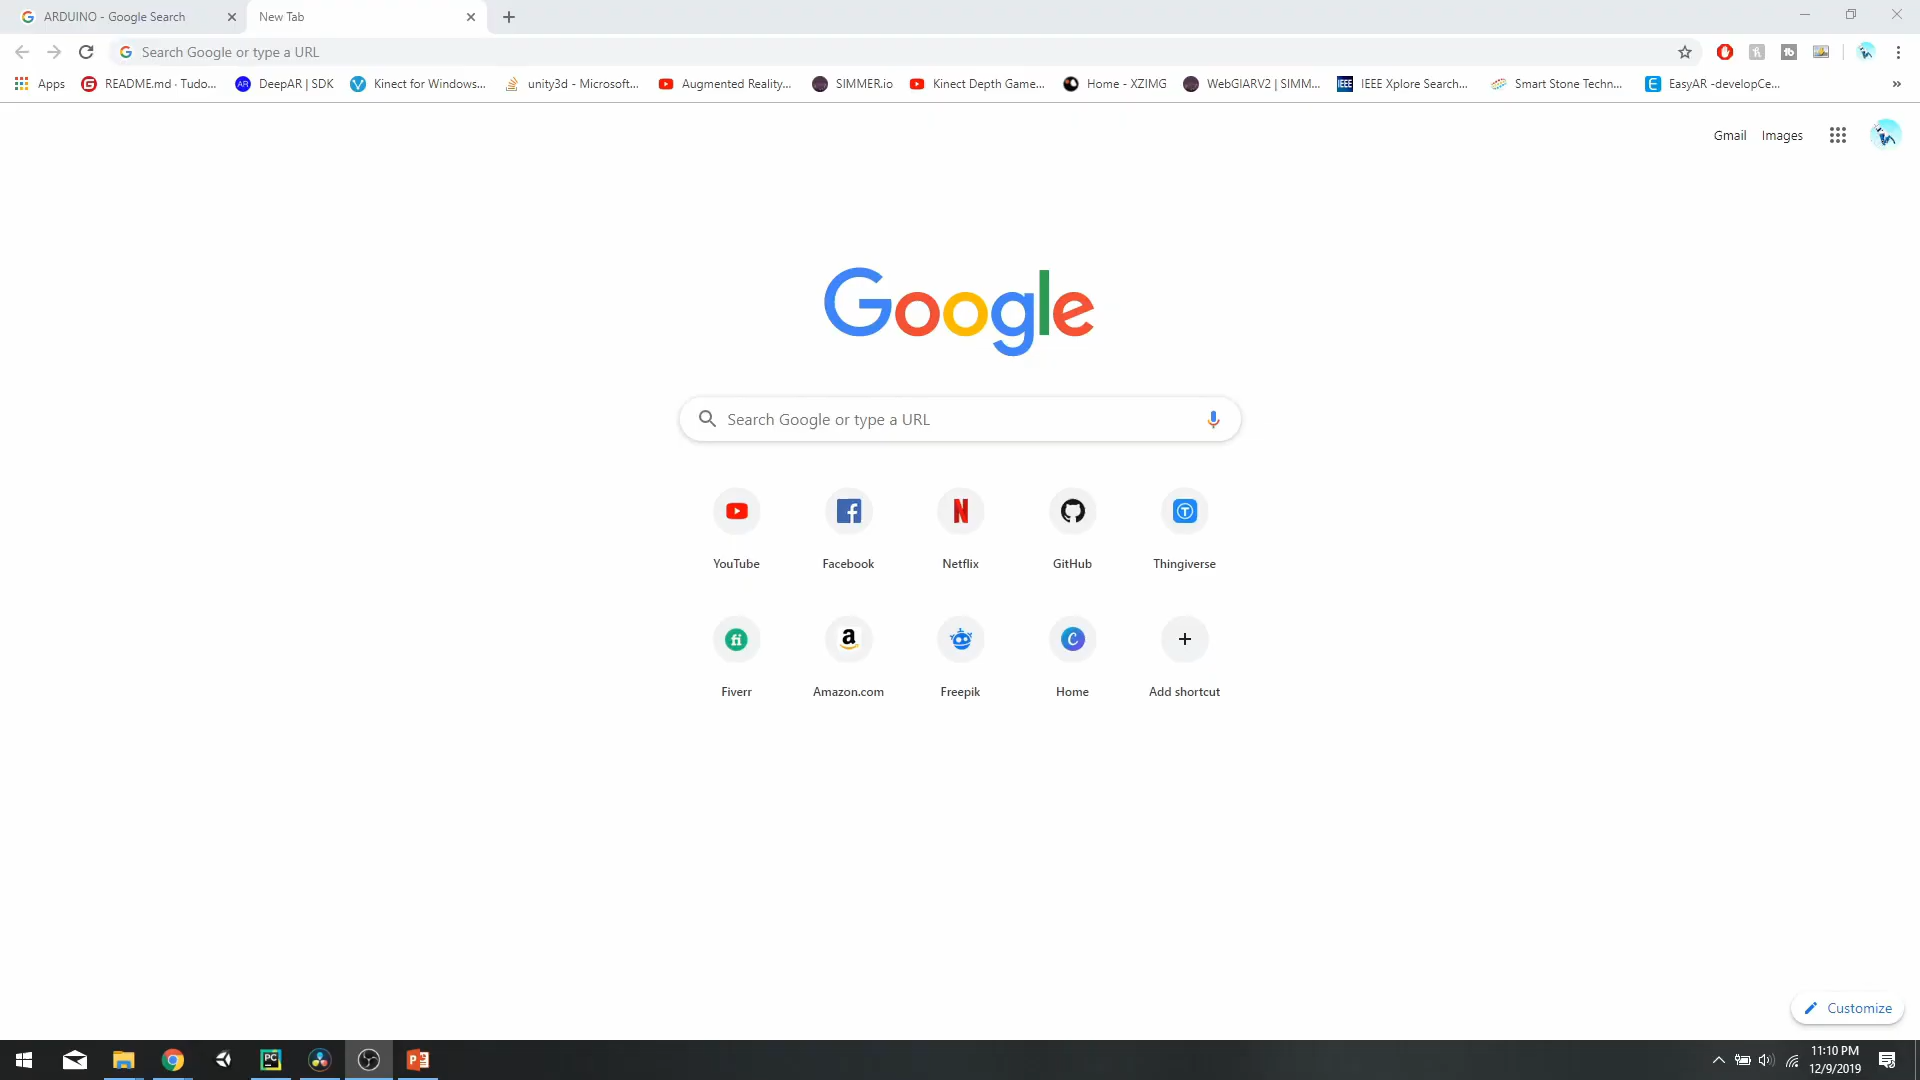 ARDUINO - Google Search
New Tab
Search Google or type a URL
Apps
README.md · Tudo...
DeepAR | SDK
Kinect for Windows...
unity3d - Microsoft...
Augmented Reality...
SIMMER.io
Kinect Depth Game...
Home - XZIMG
WebGIARV2 | SIMM...
IEEE Xplore Search...
Smart Stone Techn...
EasyAR -developCe...
Gmail
Images
Google
Search Google or type a URL
YouTube
Facebook
Netflix
GitHub
Thingiverse
Fiverr
Amazon.com
Freepik
Home
Add shortcut
Customize
11:10 PM
12/9/2019